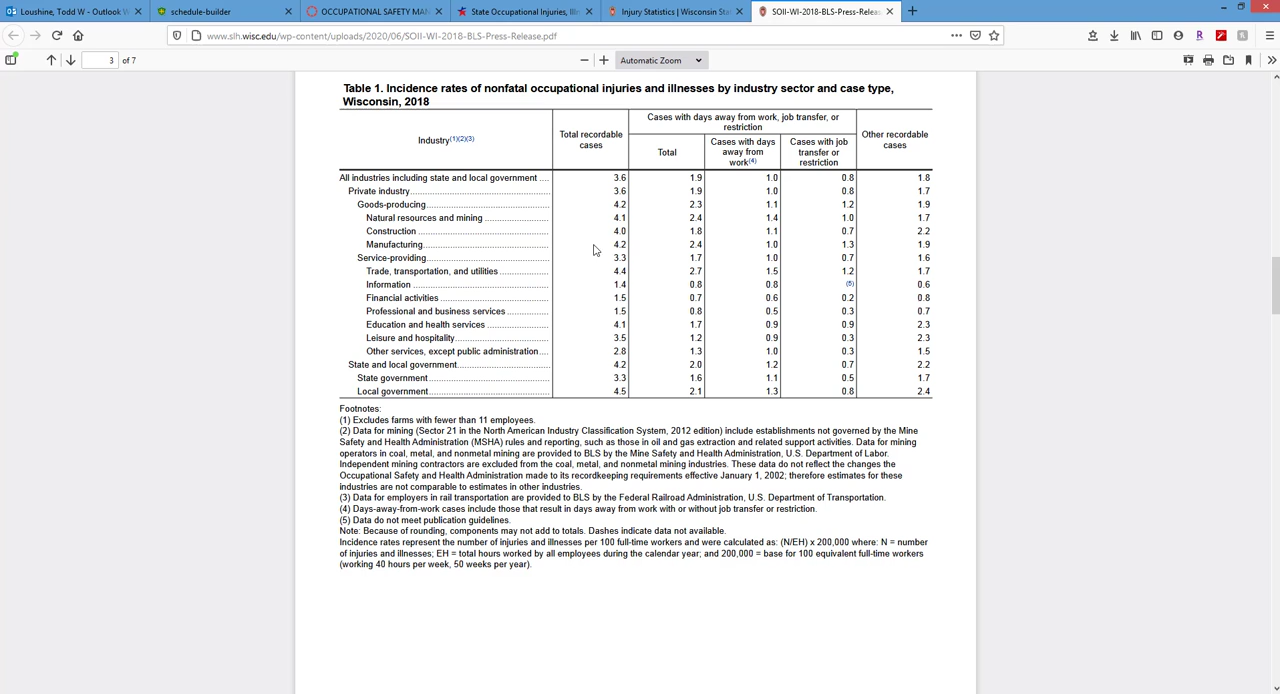 Loushine, Todd W - Outlook
schedule-builder
OCCUPATIONAL SAFETY MAN
State Occupational Injuries, Illn
Injury Statistics | Wisconsin Sta
SOII-WI-2018-BLS-Press-Releas
www.slh.wisc.edu/wp-content/uploads/2020/06/SOII-WI-2018-BLS-Press-Release.pdf
3 of 7
Automatic Zoom
Table 1. Incidence rates of nonfatal occupational injuries and illnesses by industry sector and case type,
Wisconsin, 2018
Industry(1)(2)(3)
Total recordable
cases
Cases with days away from work, job transfer, or
restriction
Total
Cases with days
away from
work(4)
Cases with job
transfer or
restriction
Other recordable
cases
All industries including state and local government .... 3.6 1.9 1.0 0.8 1.8
Private industry.................................................... 3.6 1.9 1.0 0.8 1.7
Goods-producing.............................................. 4.2 2.3 1.1 1.2 1.9
Natural resources and mining ........................ 4.1 2.4 1.4 1.0 1.7
Construction ................................................. 4.0 1.8 1.1 0.7 2.2
Manufacturing............................................... 4.2 2.4 1.0 1.3 1.9
Service-providing.............................................. 3.3 1.7 1.0 0.7 1.6
Trade, transportation, and utilities .................. 4.4 2.7 1.5 1.2 1.7
Information ................................................... 1.4 0.8 0.8 (5) 0.6
Financial activities ......................................... 1.5 0.7 0.6 0.2 0.8
Professional and business services ................ 1.5 0.8 0.5 0.3 0.7
Education and health services ....................... 4.1 1.7 0.9 0.9 2.3
Leisure and hospitality................................... 3.5 1.2 0.9 0.3 2.3
Other services, except public administration.... 2.8 1.3 1.0 0.3 1.5
State and local government................................. 4.2 2.0 1.2 0.7 2.2
State government............................................. 3.3 1.6 1.1 0.5 1.7
Local government............................................. 4.5 2.1 1.3 0.8 2.4
Footnotes:
(1) Excludes farms with fewer than 11 employees.
(2) Data for mining (Sector 21 in the North American Industry Classification System, 2012 edition) include establishments not governed by the Mine
Safety and Health Administration (MSHA) rules and reporting, such as those in oil and gas extraction and related support activities. Data for mining
operators in coal, metal, and nonmetal mining are provided to BLS by the Mine Safety and Health Administration, U.S. Department of Labor.
Independent mining contractors are excluded from the coal, metal, and nonmetal mining industries. These data do not reflect the changes the
Occupational Safety and Health Administration made to its recordkeeping requirements effective January 1, 2002; therefore estimates for these
industries are not comparable to estimates in other industries.
(3) Data for employers in rail transportation are provided to BLS by the Federal Railroad Administration, U.S. Department of Transportation.
(4) Days-away-from-work cases include those that result in days away from work with or without job transfer or restriction.
(5) Data do not meet publication guidelines.
Note: Because of rounding, components may not add to totals. Dashes indicate data not available.
Incidence rates represent the number of injuries and illnesses per 100 full-time workers and were calculated as: (N/EH) x 200,000 where: N = number
of injuries and illnesses; EH = total hours worked by all employees during the calendar year; and 200,000 = base for 100 equivalent full-time workers
(working 40 hours per week, 50 weeks per year).